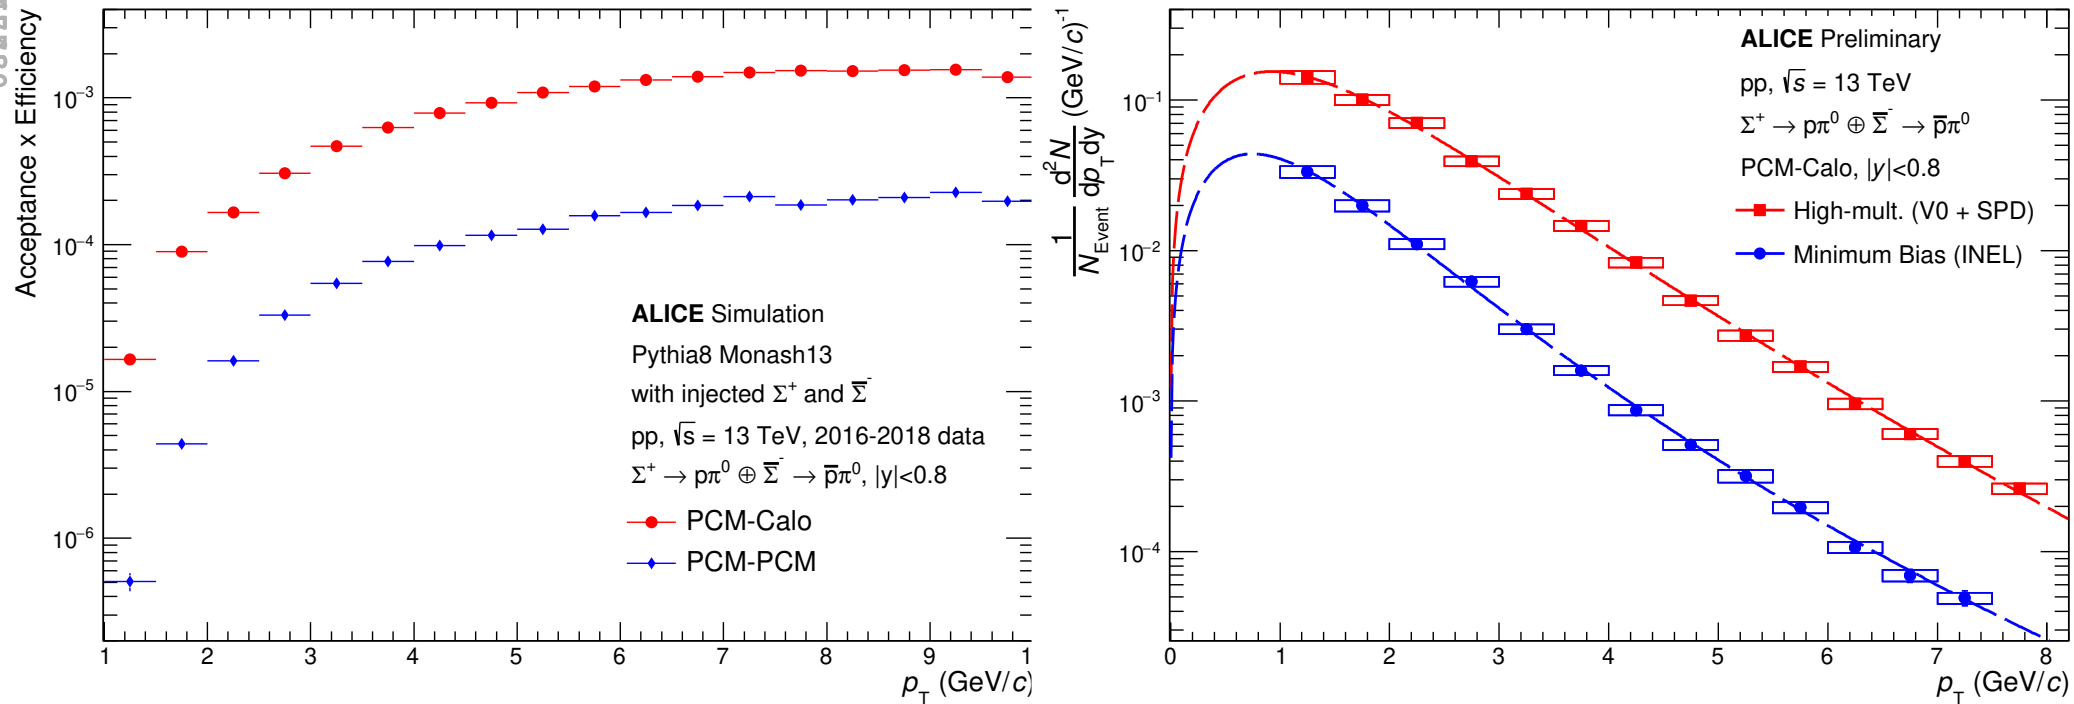 Acceptance x Efficiency
10⁻³
10⁻⁴
10⁻⁵
10⁻⁶
ALICE Simulation
Pythia8 Monash13
with injected Σ⁺ and Σ̅⁻
pp, √s = 13 TeV, 2016-2018 data
Σ⁺ → pπ⁰ ⊕ Σ̅⁻ → p̅π⁰, |y|<0.8
PCM-Calo
PCM-PCM
1 2 3 4 5 6 7 8 9 1
p_T (GeV/c)
1/N_Event d²N/dp_Tdy (GeV/c)⁻¹
10⁻¹
10⁻²
10⁻³
10⁻⁴
ALICE Preliminary
pp, √s = 13 TeV
Σ⁺ → pπ⁰ ⊕ Σ̅⁻ → p̅π⁰
PCM-Calo, |y|<0.8
High-mult. (V0 + SPD)
Minimum Bias (INEL)
0 1 2 3 4 5 6 7 8
p_T (GeV/c)